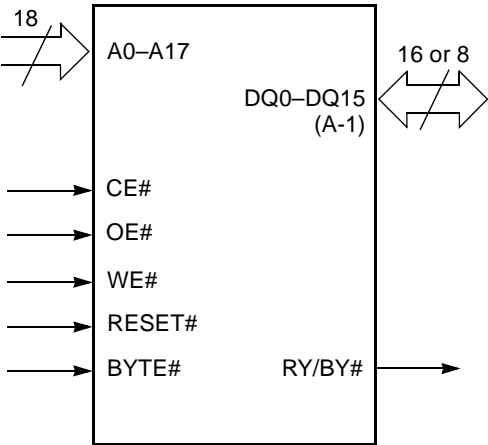 18
A0–A17
16 or 8
DQ0–DQ15
(A-1)
CE#
OE#
WE#
RESET#
BYTE#
RY/BY#